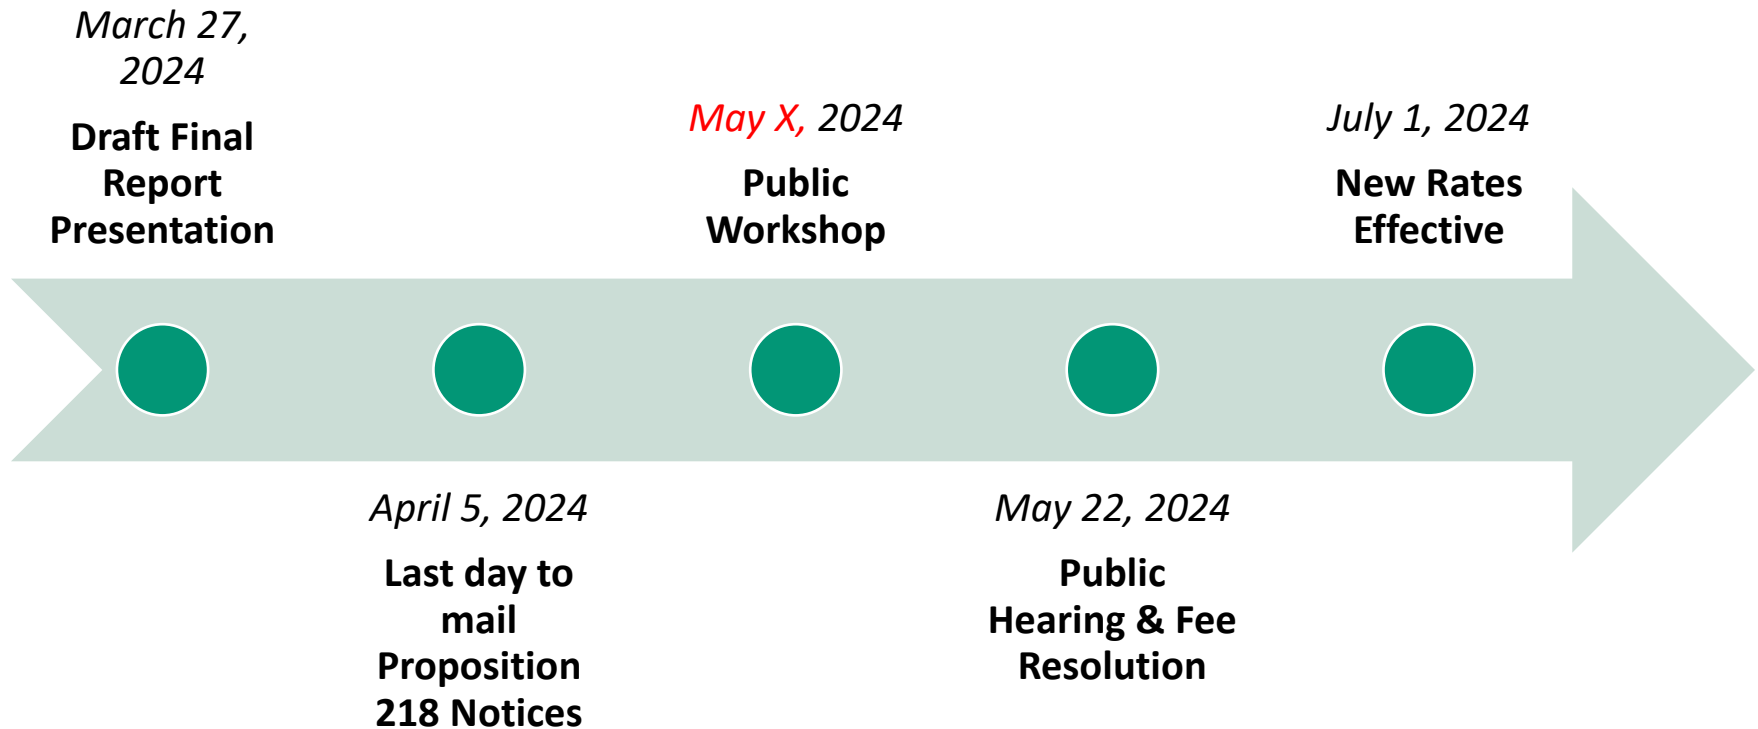 March 27,
2024
Draft Final
Report
Presentation
April 5, 2024
Last day to
mail
Proposition
218 Notices
May X, 2024
Public
Workshop
May 22, 2024
Public
Hearing & Fee
Resolution
July 1, 2024
New Rates
Effective